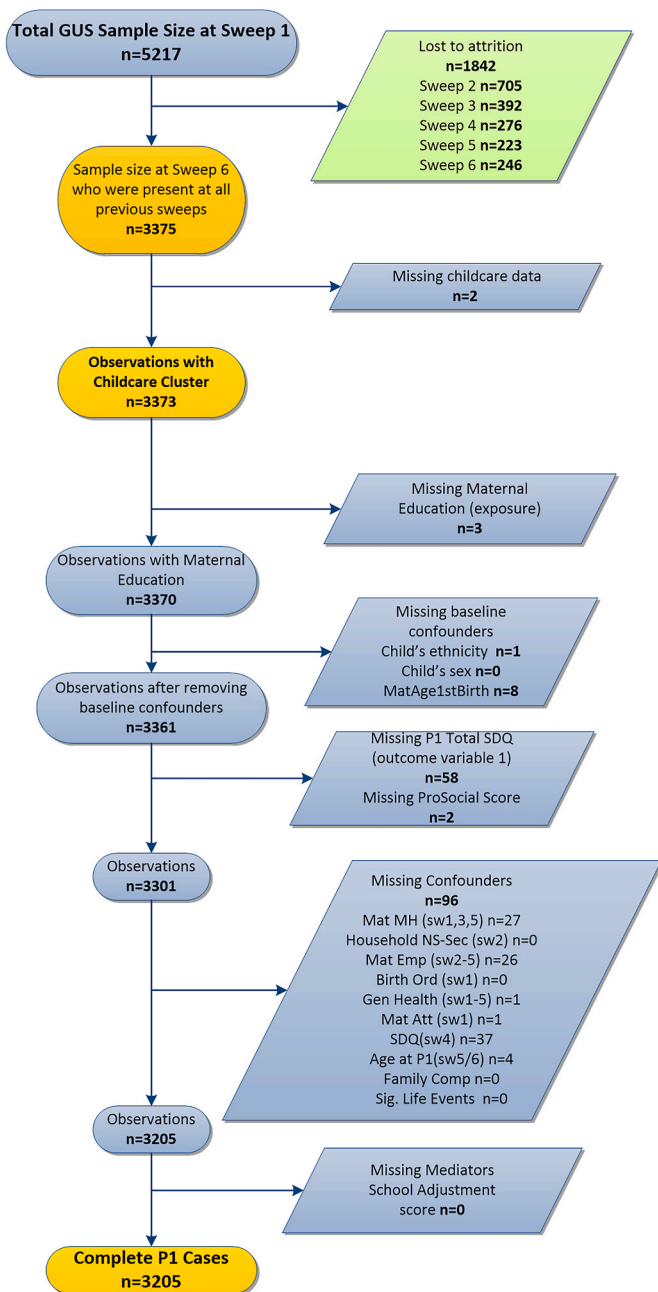 Total GUS Sample Size at Sweep 1
n=5217
Lost to attrition
n=1842
Sweep 2 n=705
Sweep 3 n=392
Sweep 4 n=276
Sweep 5 n=223
Sweep 6 n=246
Sample size at Sweep 6
who were present at all
previous sweeps
n=3375
Missing childcare data
n=2
Observations with
Childcare Cluster
n=3373
Missing Maternal
Education (exposure)
n=3
Observations with Maternal
Education
n=3370
Missing baseline
confounders
Child's ethnicity n=1
Child's sex n=0
MatAge1stBirth n=8
Observations after removing
baseline confounders
n=3361
Missing P1 Total SDQ
(outcome variable 1)
n=58
Missing ProSocial Score
n=2
Observations
n=3301
Missing Confounders
n=96
Mat MH (sw1,3,5) n=27
Household NS-Sec (sw2) n=0
Mat Emp (sw2-5) n=26
Birth Ord (sw1) n=0
Gen Health (sw1-5) n=1
Mat Att (sw1) n=1
SDQ(sw4) n=37
Age at P1(sw5/6) n=4
Family Comp n=0
Sig. Life Events n=0
Observations
n=3205
Missing Mediators
School Adjustment
score n=0
Complete P1 Cases
n=3205